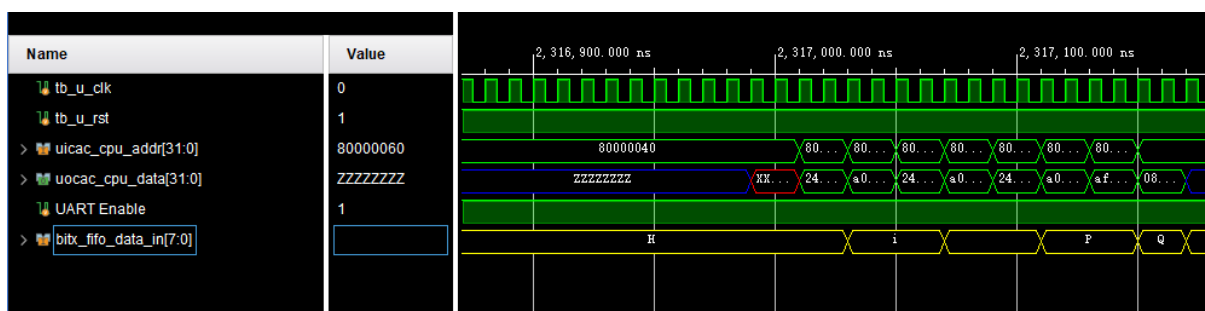 Name Value 2,316,900.000 ns 2,317,000.000 ns 2,317,100.000 ns
tb_u_clk 0
tb_u_rst 1
uicac_cpu_addr[31:0] 80000060 80000040 80... 80... 80... 80... 80... 80... 80...
uocac_cpu_data[31:0] ZZZZZZZZ ZZZZZZZZ XX... 24... a0... 24... a0... 24... a0... af... 08...
UART Enable 1
bitx_fifo_data_in[7:0] H i P Q